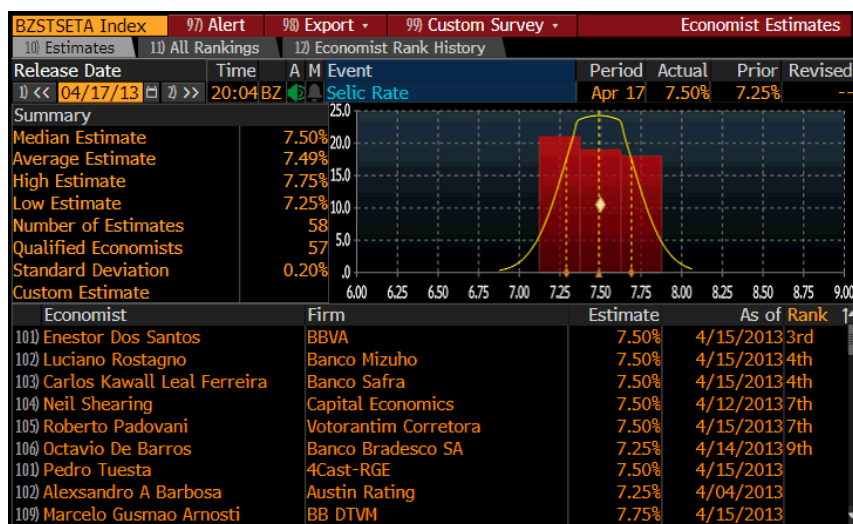 BZSTSETA Index 97) Alert 98) Export 99) Custom Survey Economist Estimates
10) Estimates 11) All Rankings 12) Economist Rank History
Release Date Time A M Event Period Actual Prior Revised
1) << 04/17/13 2) >> 20:04 BZ Selic Rate Apr 17 7.50% 7.25% --
Summary
Median Estimate 7.50%
Average Estimate 7.49%
High Estimate 7.75%
Low Estimate 7.25%
Number of Estimates 58
Qualified Economists 57
Standard Deviation 0.20%
Custom Estimate
25.0
20.0
15.0
10.0
5.0
.0
6.00 6.25 6.50 6.75 7.00 7.25 7.50 7.75 8.00 8.25 8.50 8.75 9.00
Economist Firm Estimate As of Rank 1
101) Enestor Dos Santos BBVA 7.50% 4/15/2013 3rd
102) Luciano Rostagno Banco Mizuho 7.50% 4/15/2013 4th
103) Carlos Kawall Leal Ferreira Banco Safra 7.50% 4/15/2013 4th
104) Neil Shearing Capital Economics 7.50% 4/12/2013 7th
105) Roberto Padovani Votorantim Corretora 7.50% 4/15/2013 7th
106) Octavio De Barros Banco Bradesco SA 7.25% 4/14/2013 9th
101) Pedro Tuesta 4Cast-RGE 7.50% 4/15/2013
102) Alexsandro A Barbosa Austin Rating 7.25% 4/04/2013
109) Marcelo Gusmao Arnosti BB DTVM 7.75% 4/15/2013